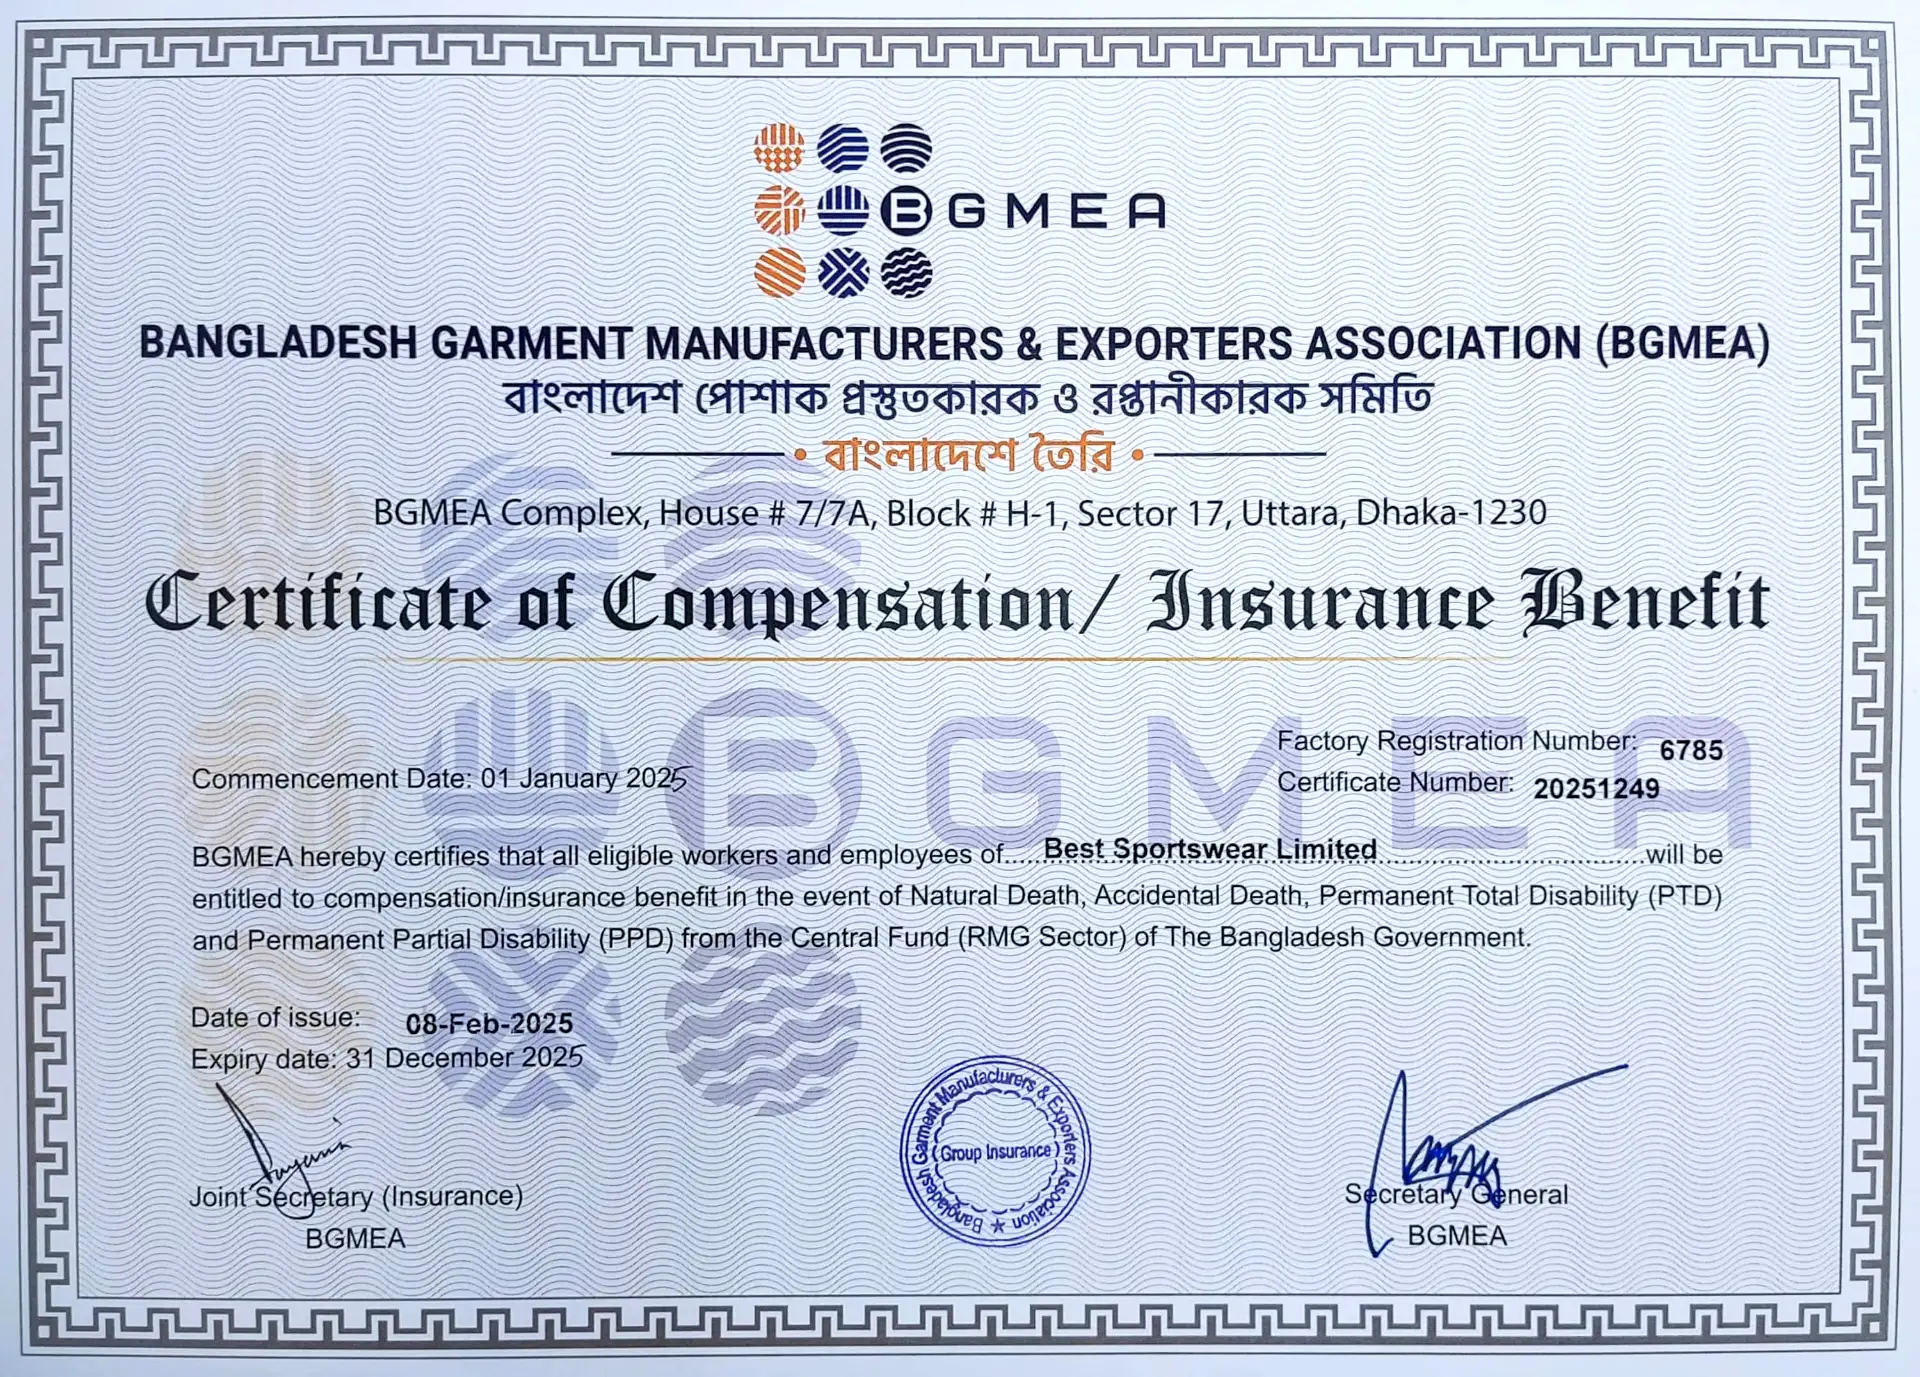 BGMEA
BANGLADESH GARMENT MANUFACTURERS & EXPORTERS ASSOCIATION (BGMEA)
বাংলাদেশ পোশাক প্রস্তুতকারক ও রপ্তানীকারক সমিতি
• বাংলাদেশে তৈরি •
BGMEA Complex, House # 7/7A, Block # H-1, Sector 17, Uttara, Dhaka-1230
Certificate of Compensation/ Insurance Benefit
BGMEA
Factory Registration Number: 6785
Commencement Date: 01 January 2025
Certificate Number: 20251249
BGMEA hereby certifies that all eligible workers and employees of.....Best Sportswear Limited......................................will be
entitled to compensation/insurance benefit in the event of Natural Death, Accidental Death, Permanent Total Disability (PTD)
and Permanent Partial Disability (PPD) from the Central Fund (RMG Sector) of The Bangladesh Government.
Date of issue: 08-Feb-2025
Expiry date: 31 December 2025
Joint Secretary (Insurance)
BGMEA
Bangladesh Garment Manufacturers & Exporters Association ★
Group Insurance
Secretary General
BGMEA